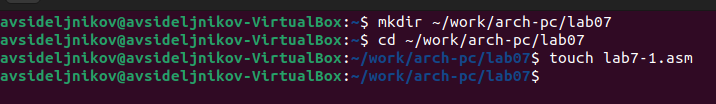 avsideljnikov@avsideljnikov-VirtualBox:~$ mkdir ~/work/arch-pc/lab07
avsideljnikov@avsideljnikov-VirtualBox:~$ cd ~/work/arch-pc/lab07
avsideljnikov@avsideljnikov-VirtualBox:~/work/arch-pc/lab07$ touch lab7-1.asm
avsideljnikov@avsideljnikov-VirtualBox:~/work/arch-pc/lab07$